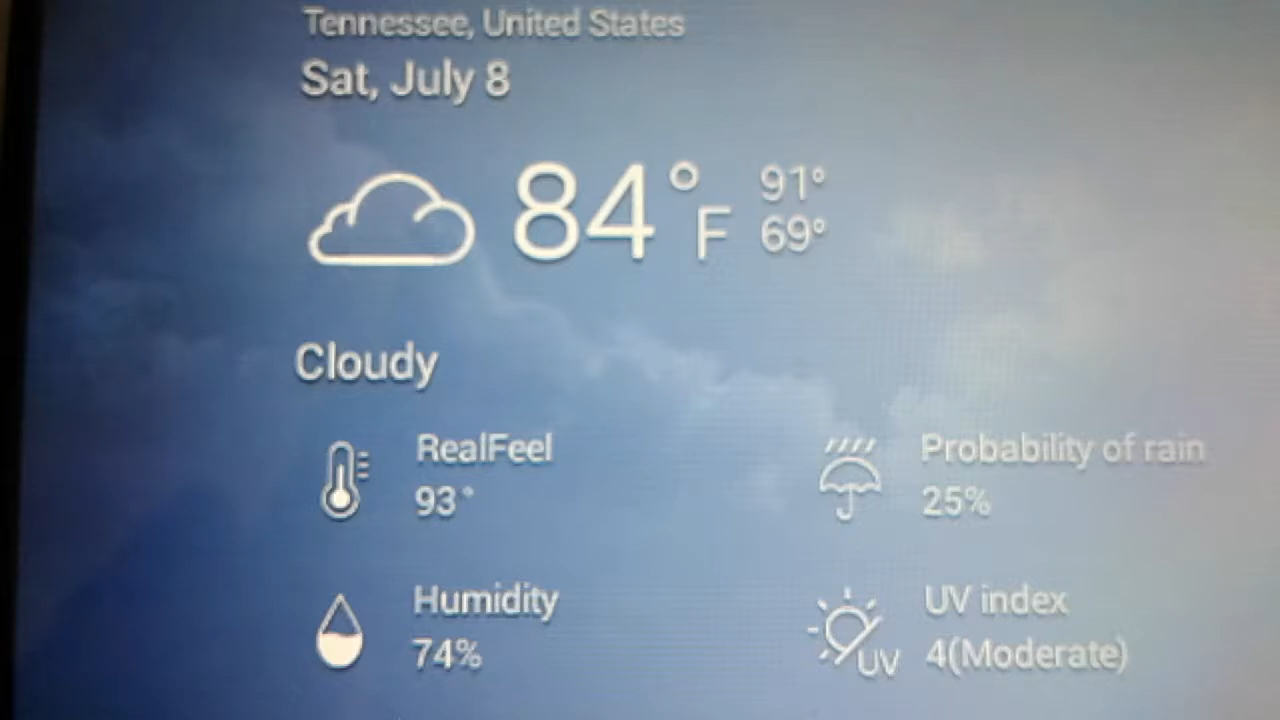 Tennessee, United States
Sat, July 8
84°F
91°
69°
Cloudy
RealFeel
93°
Probability of rain
25%
Humidity
74%
UV
UV index
4(Moderate)